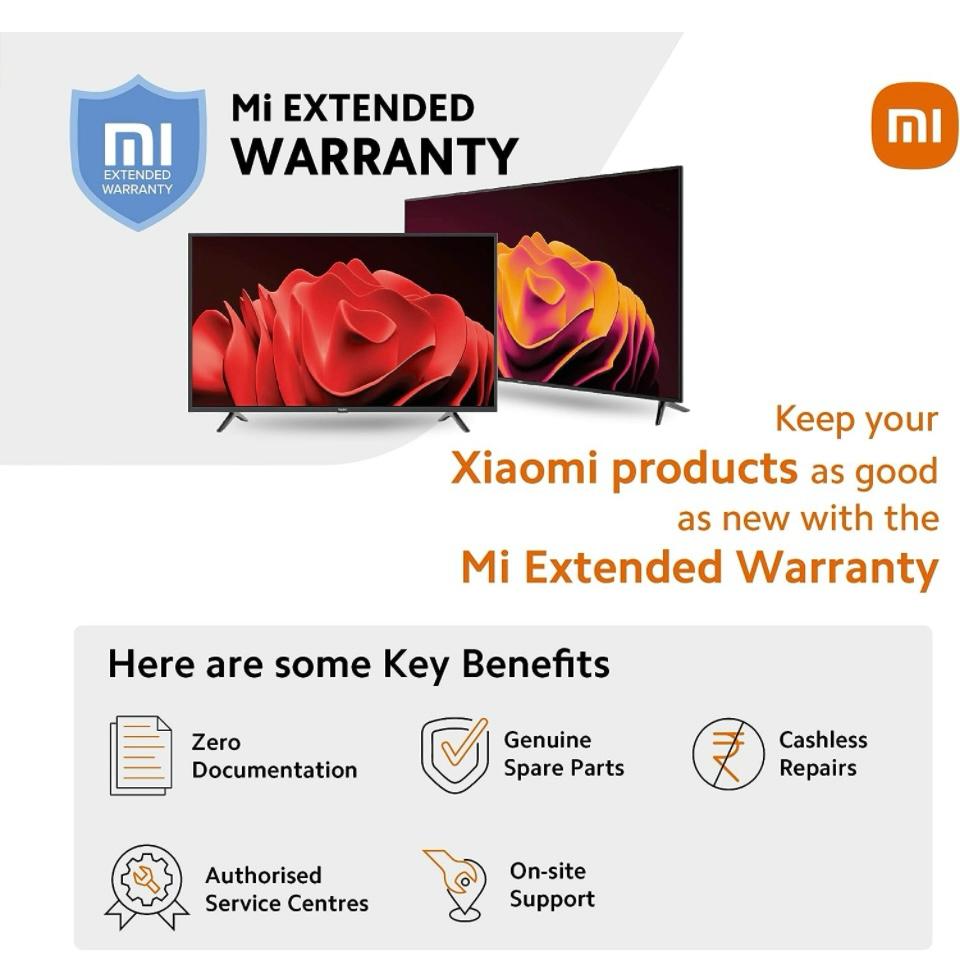 mi
EXTENDED
WARRANTY
Mi EXTENDED
WARRANTY
mi
Keep your
Xiaomi products as good
as new with the
Mi Extended Warranty
Here are some Key Benefits
Zero
Documentation
Genuine
Spare Parts
₹
Cashless
Repairs
Authorised
Service Centres
On-site
Support